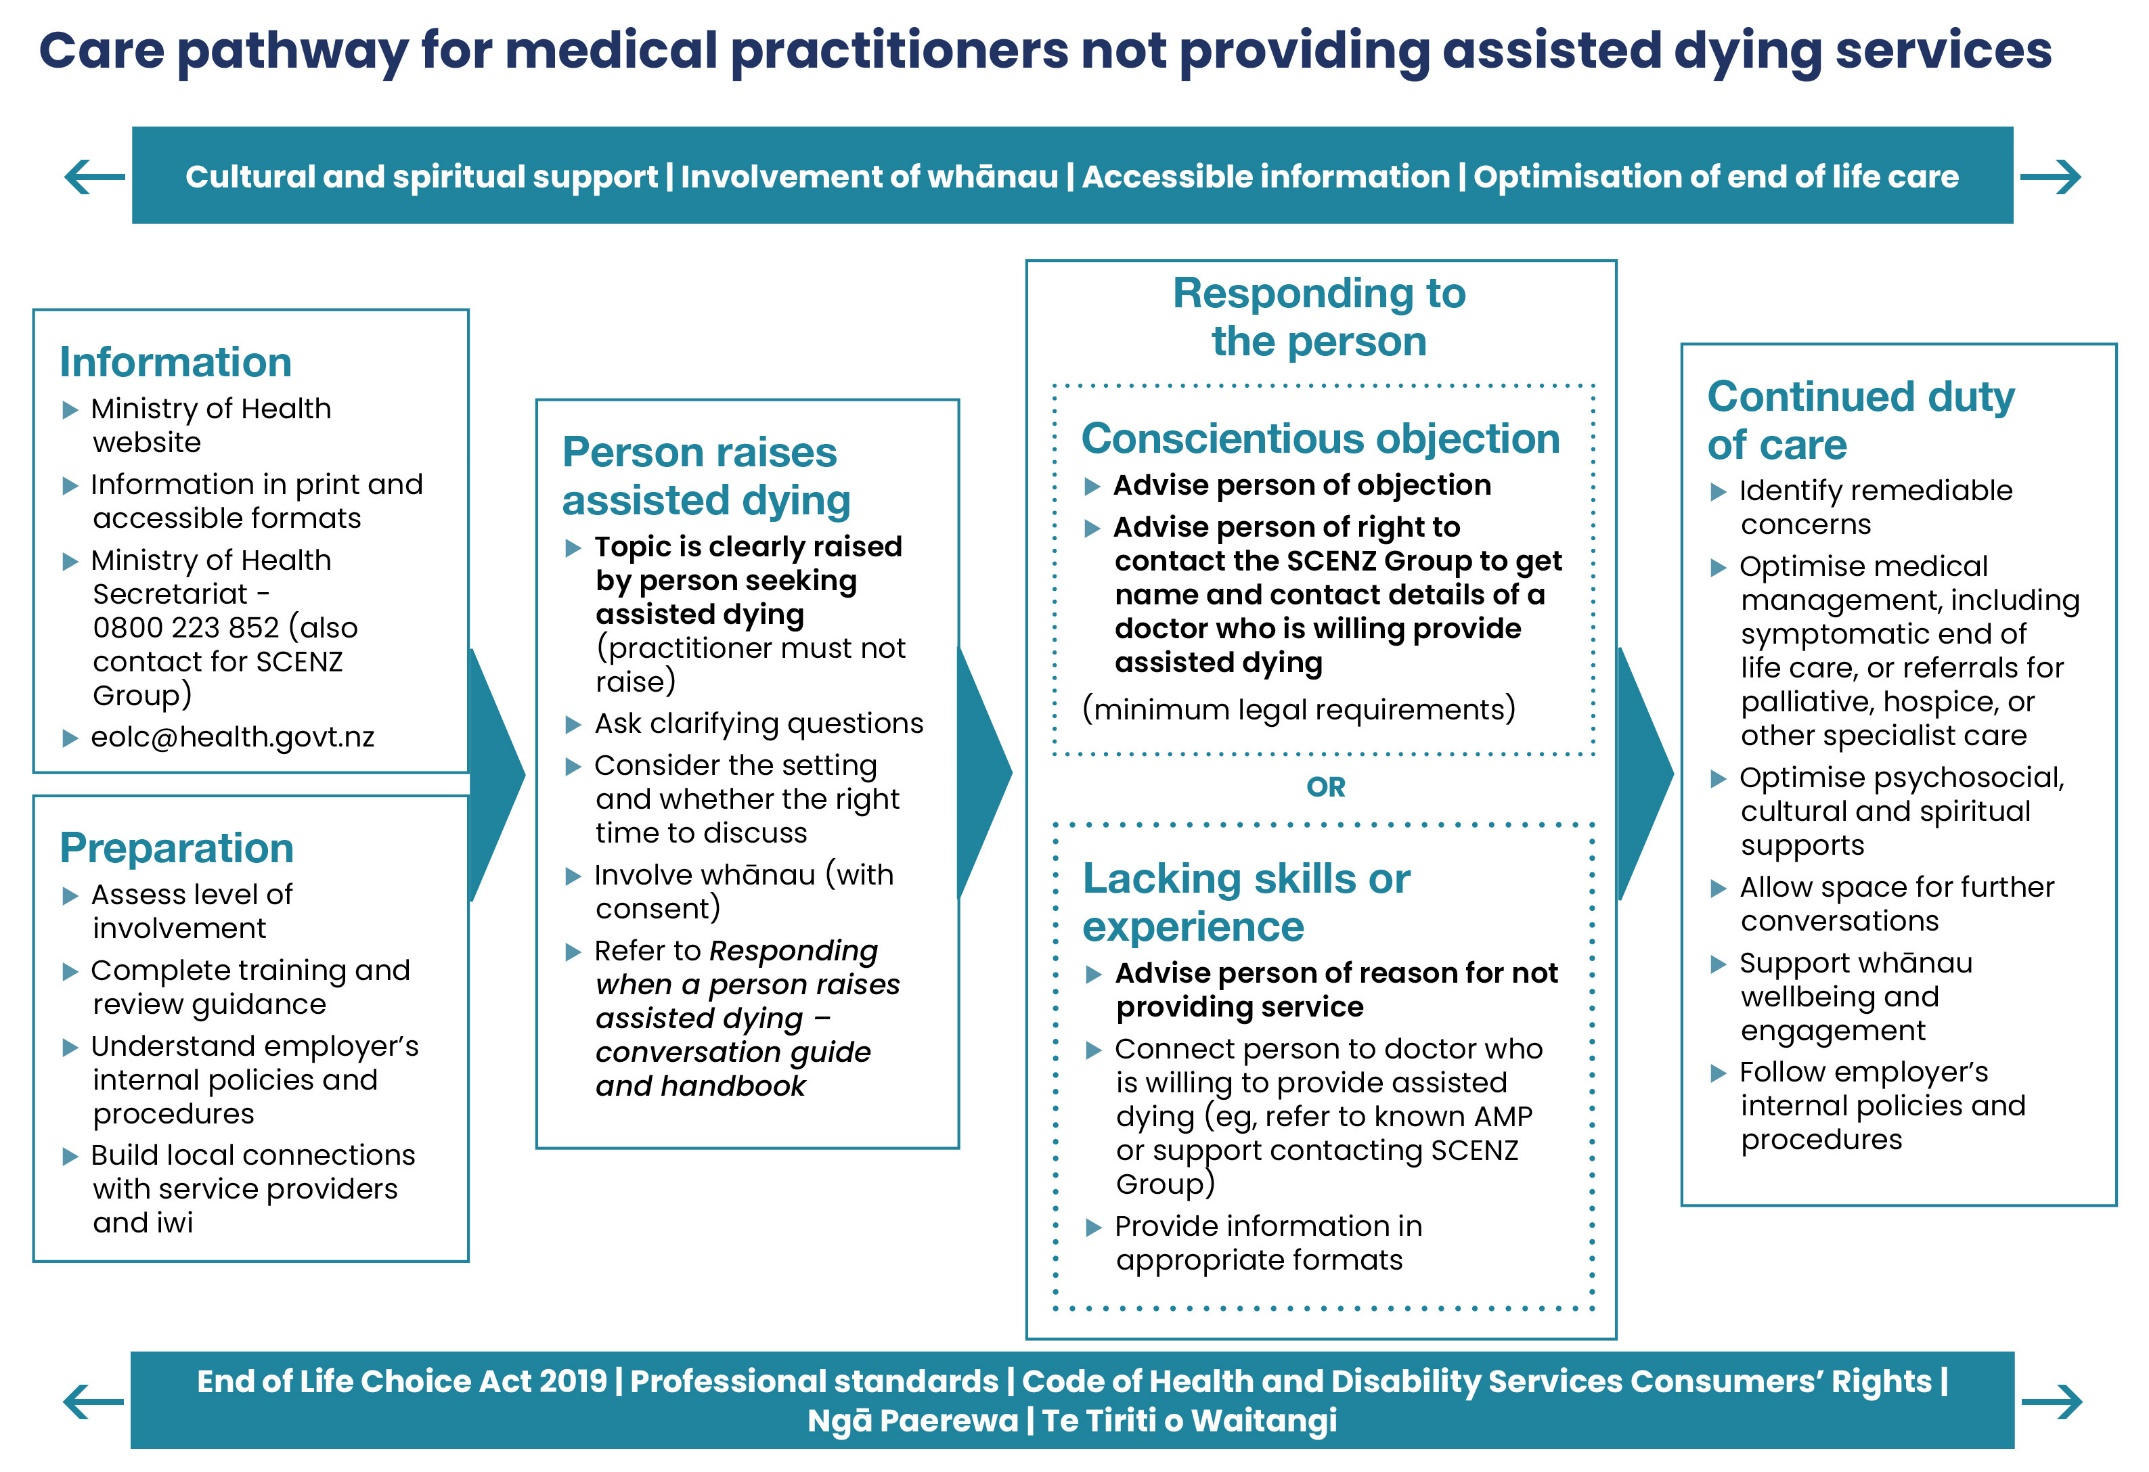 Care pathway for medical practitioners not providing assisted dying services
Cultural and spiritual support | Involvement of whānau | Accessible information | Optimisation of end of life care
Information
Ministry of Health
website
Information in print and
accessible formats
Ministry of Health
Secretariat -
0800 223 852 (also
contact for SCENZ
Group)
eolc@health.govt.nz
Preparation
Assess level of
involvement
Complete training and
review guidance
Understand employer's
internal policies and
procedures
Build local connections
with service providers
and iwi
Person raises
assisted dying
Topic is clearly raised
by person seeking
assisted dying
(practitioner must not
raise)
Ask clarifying questions
Consider the setting
and whether the right
time to discuss
Involve whānau (with
consent)
Refer to Responding
when a person raises
assisted dying –
conversation guide
and handbook
Responding to
the person
Conscientious objection
Advise person of objection
Advise person of right to
contact the SCENZ Group to get
name and contact details of a
doctor who is willing provide
assisted dying
(minimum legal requirements)
OR
Lacking skills or
experience
Advise person of reason for not
providing service
Connect person to doctor who
is willing to provide assisted
dying (eg, refer to known AMP
or support contacting SCENZ
Group)
Provide information in
appropriate formats
Continued duty
of care
Identify remediable
concerns
Optimise medical
management, including
symptomatic end of
life care, or referrals for
palliative, hospice, or
other specialist care
Optimise psychosocial,
cultural and spiritual
supports
Allow space for further
conversations
Support whānau
wellbeing and
engagement
Follow employer's
internal policies and
procedures
End of Life Choice Act 2019 | Professional standards | Code of Health and Disability Services Consumers' Rights |
Ngā Paerewa | Te Tiriti o Waitangi